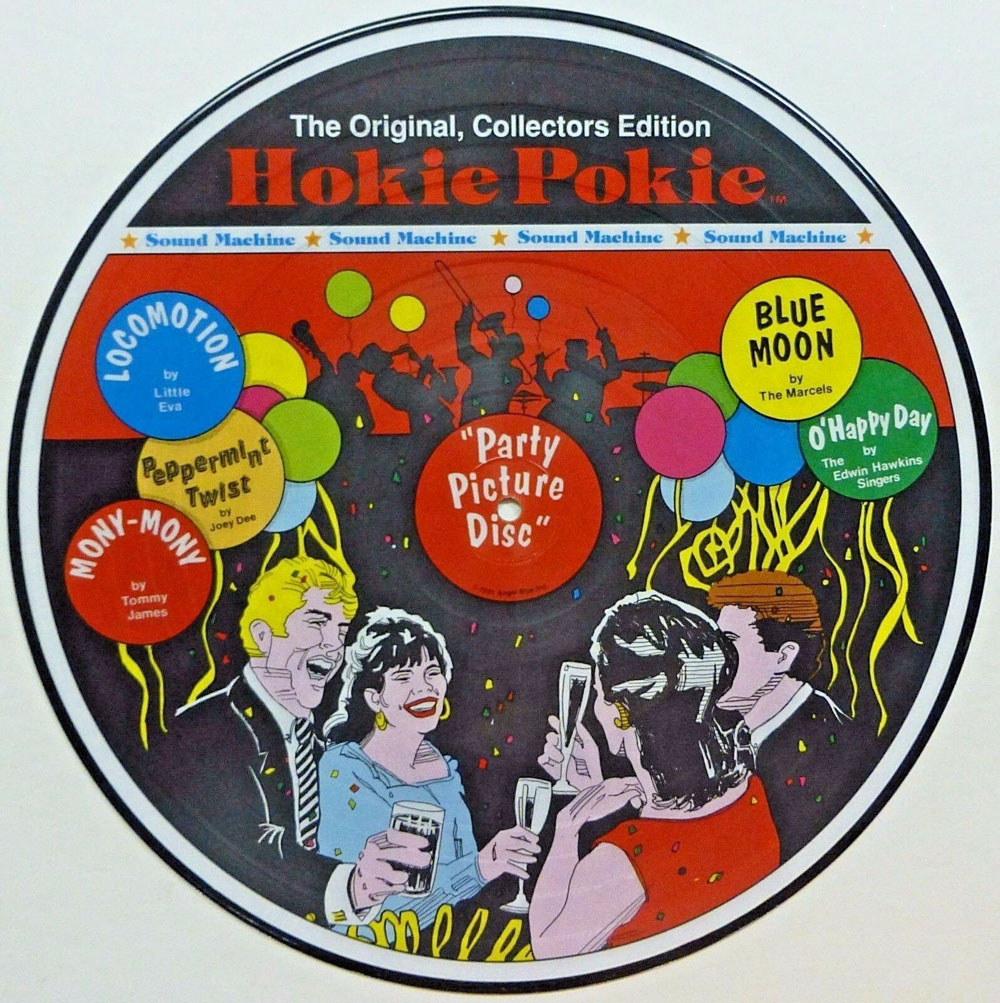 The Original, Collectors Edition
Hokie Pokie™
Sound Machine Sound Machine Sound Machine Sound Machine
LOCOMOTION
by
Little
Eva
Peppermint
Twist
by
Joey Dee
MONY-MONY
by
Tommy
James
"Party
Picture
Disc"
BLUE
MOON
by
The Marcels
O'Happy Day
by
The
Edwin Hawkins
Singers